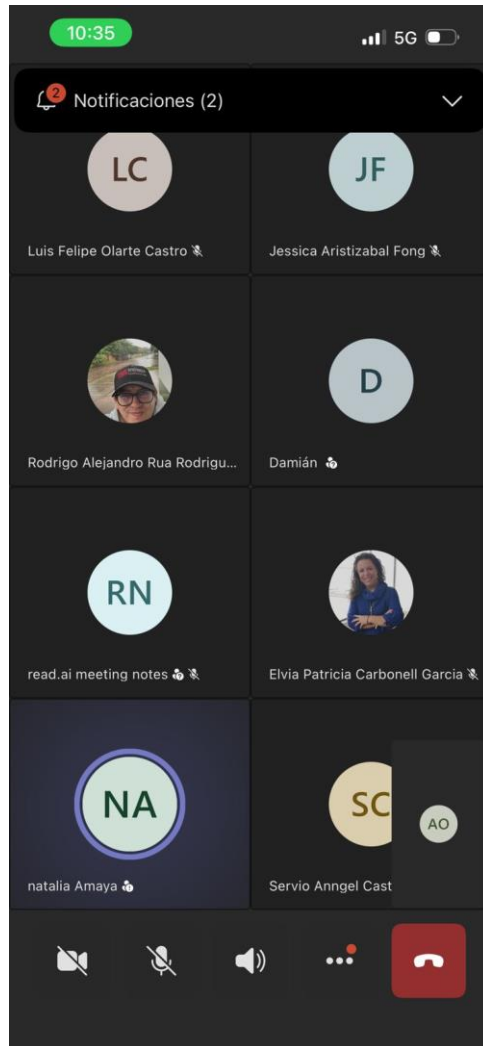 10:35
5G
2
Notificaciones (2)
LC
JF
Luis Felipe Olarte Castro
Jessica Aristizabal Fong
Rodrigo Alejandro Rua Rodrigu...
D
Damián
RN
read.ai meeting notes
Elvia Patricia Carbonell Garcia
NA
SC
AO
natalia Amaya
Servio Anngel Cast